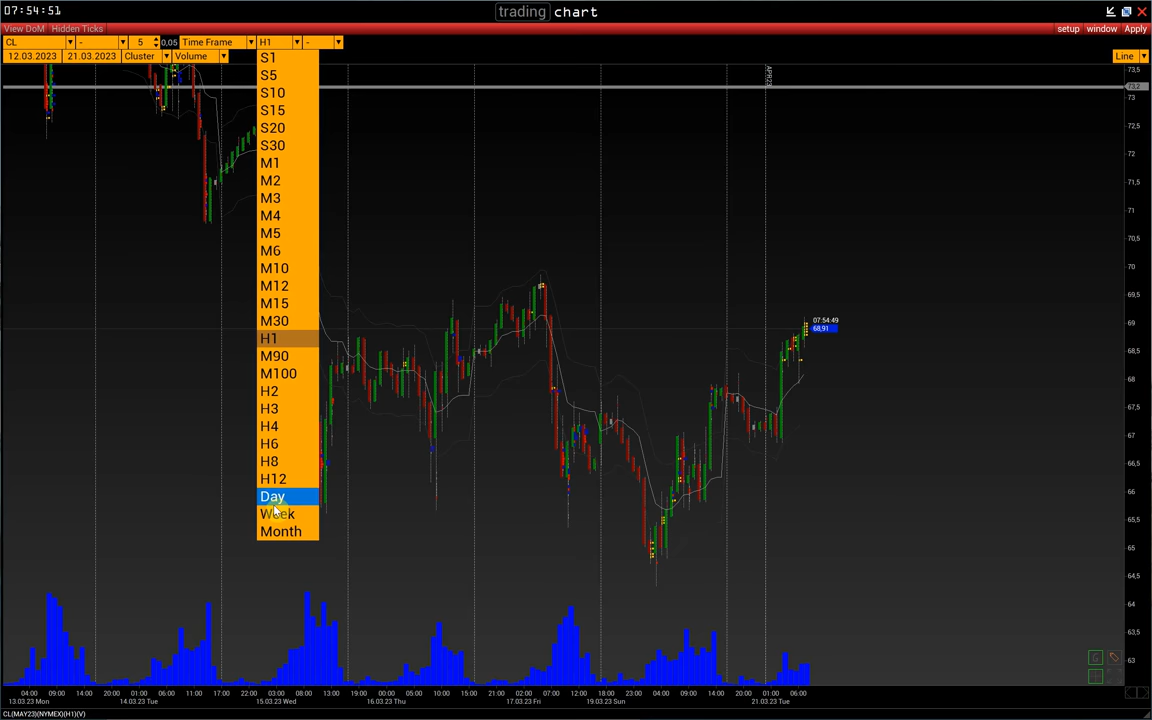 07:54:51
trading chart
View DoM Hidden Ticks
setup window Apply
CL - 5 0,05 Time Frame H1 -
12.03.2023 21.03.2023 Cluster Volume
Line
S1
S5
S10
S15
S20
S30
M1
M2
M3
M4
M5
M6
M10
M12
M15
M30
H1
M90
M100
H2
H3
H4
H6
H8
H12
Day
Week
Month
APR23
07:54:49
68,91
73,5
73,2
73
72,5
72
71,5
71
70,5
70
69,5
69
68,5
68
67,5
67
66,5
66
65,5
65
64,5
64
63,5
63
04:00 09:00 14:00 20:00 01:00 06:00 11:00 17:00 22:00 03:00 08:00 13:00 19:00 00:00 05:00 10:00 15:00 21:00 02:00 07:00 12:00 18:00 23:00 04:00 09:00 14:00 20:00 01:00 06:00
13.03.23 Mon 14.03.23 Tue 15.03.23 Wed 16.03.23 Thu 17.03.23 Fri 19.03.23 Sun 21.03.23 Tue
CL(MAY23)(NYMEX)(H1)(V)